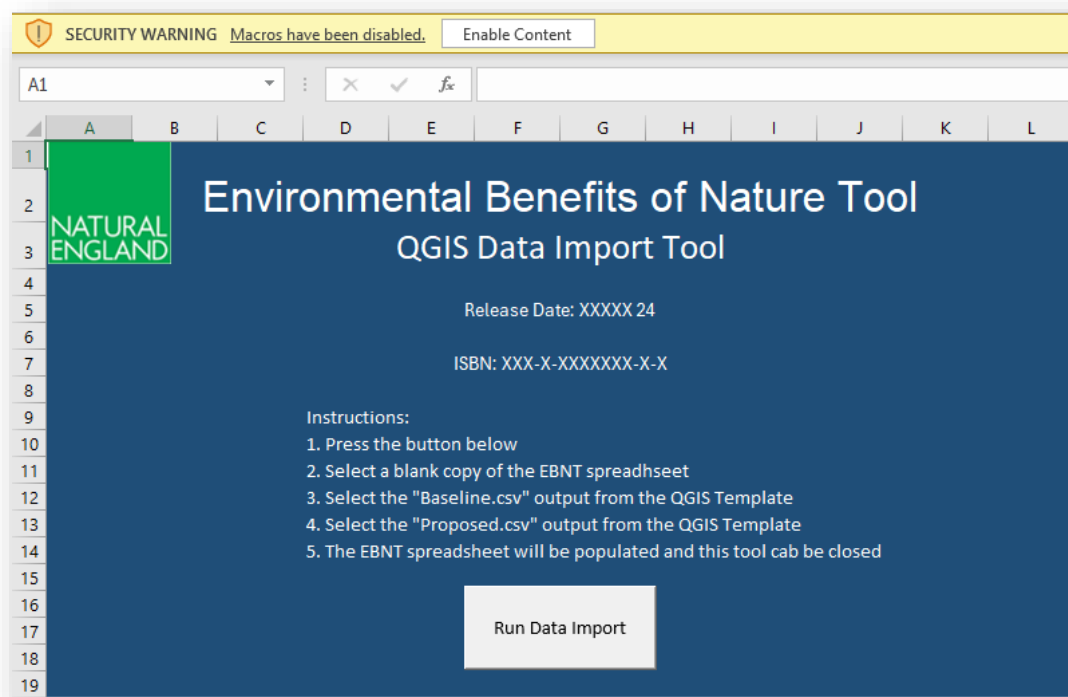 SECURITY WARNING Macros have been disabled. Enable Content
A1 fx
A B C D E F G H I J K L
1
2 Environmental Benefits of Nature Tool
NATURAL
3 ENGLAND QGIS Data Import Tool
4
5 Release Date: XXXXX 24
6
7 ISBN: XXX-X-XXXXXXX-X-X
8
9 Instructions:
10 1. Press the button below
11 2. Select a blank copy of the EBNT spreadhseet
12 3. Select the "Baseline.csv" output from the QGIS Template
13 4. Select the "Proposed.csv" output from the QGIS Template
14 5. The EBNT spreadsheet will be populated and this tool cab be closed
15
16
17 Run Data Import
18
19